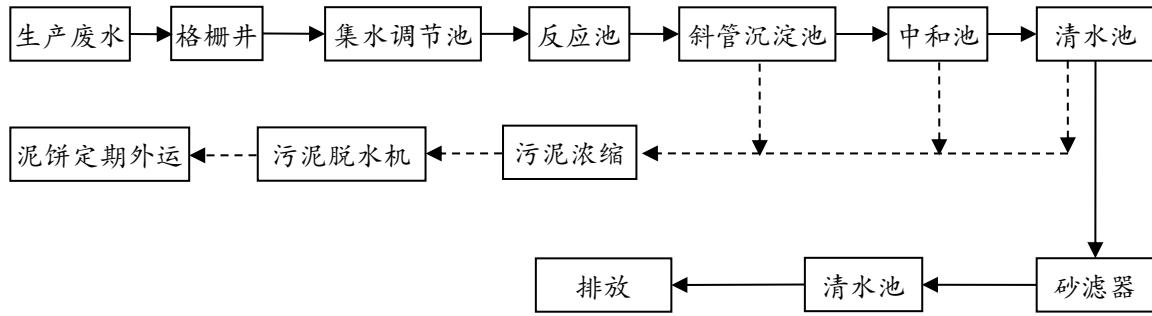 生产废水
格栅井
集水调节池
反应池
斜管沉淀池
中和池
清水池
泥饼定期外运
污泥脱水机
污泥浓缩
排放
清水池
砂滤器